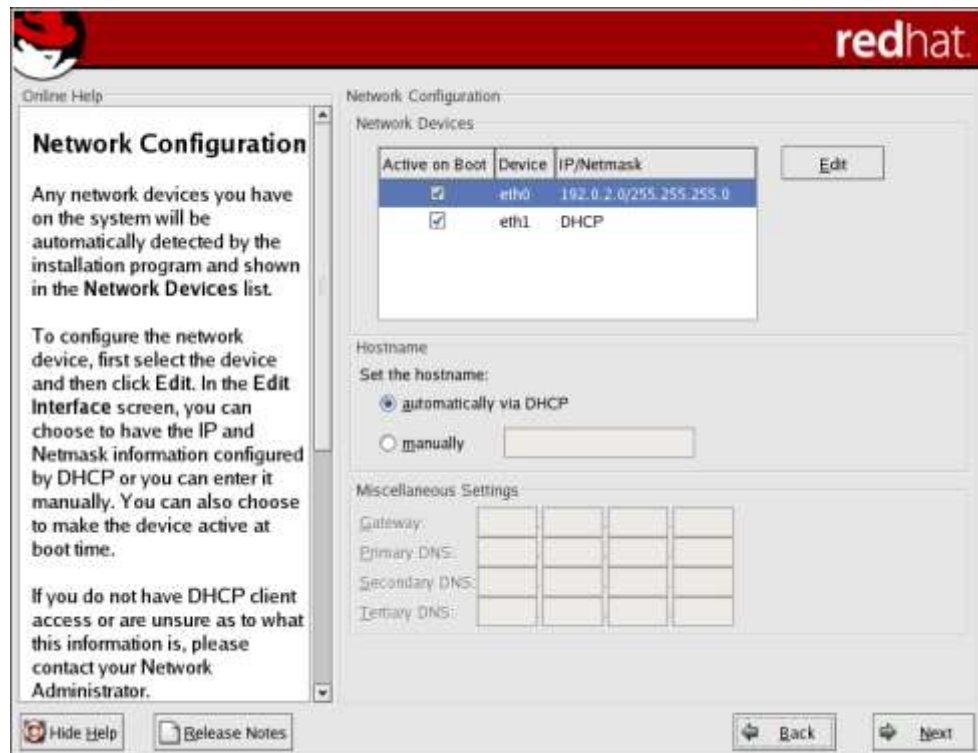 redhat.
Online Help
Network Configuration
Any network devices you have
on the system will be
automatically detected by the
installation program and shown
in the Network Devices list.
To configure the network
device, first select the device
and then click Edit. In the Edit
Interface screen, you can
choose to have the IP and
Netmask information configured
by DHCP or you can enter it
manually. You can also choose
to make the device active at
boot time.
If you do not have DHCP client
access or are unsure as to what
this information is, please
contact your Network
Administrator.
Network Configuration
Network Devices
Active on Boot Device IP/Netmask
eth0 192.0.2.0/255.255.255.0
eth1 DHCP
Edit
Hostname
Set the hostname:
automatically via DHCP
manually
Miscellaneous Settings
Gateway:
Primary DNS:
Secondary DNS:
Tertiary DNS:
Hide Help
Release Notes
Back
Next